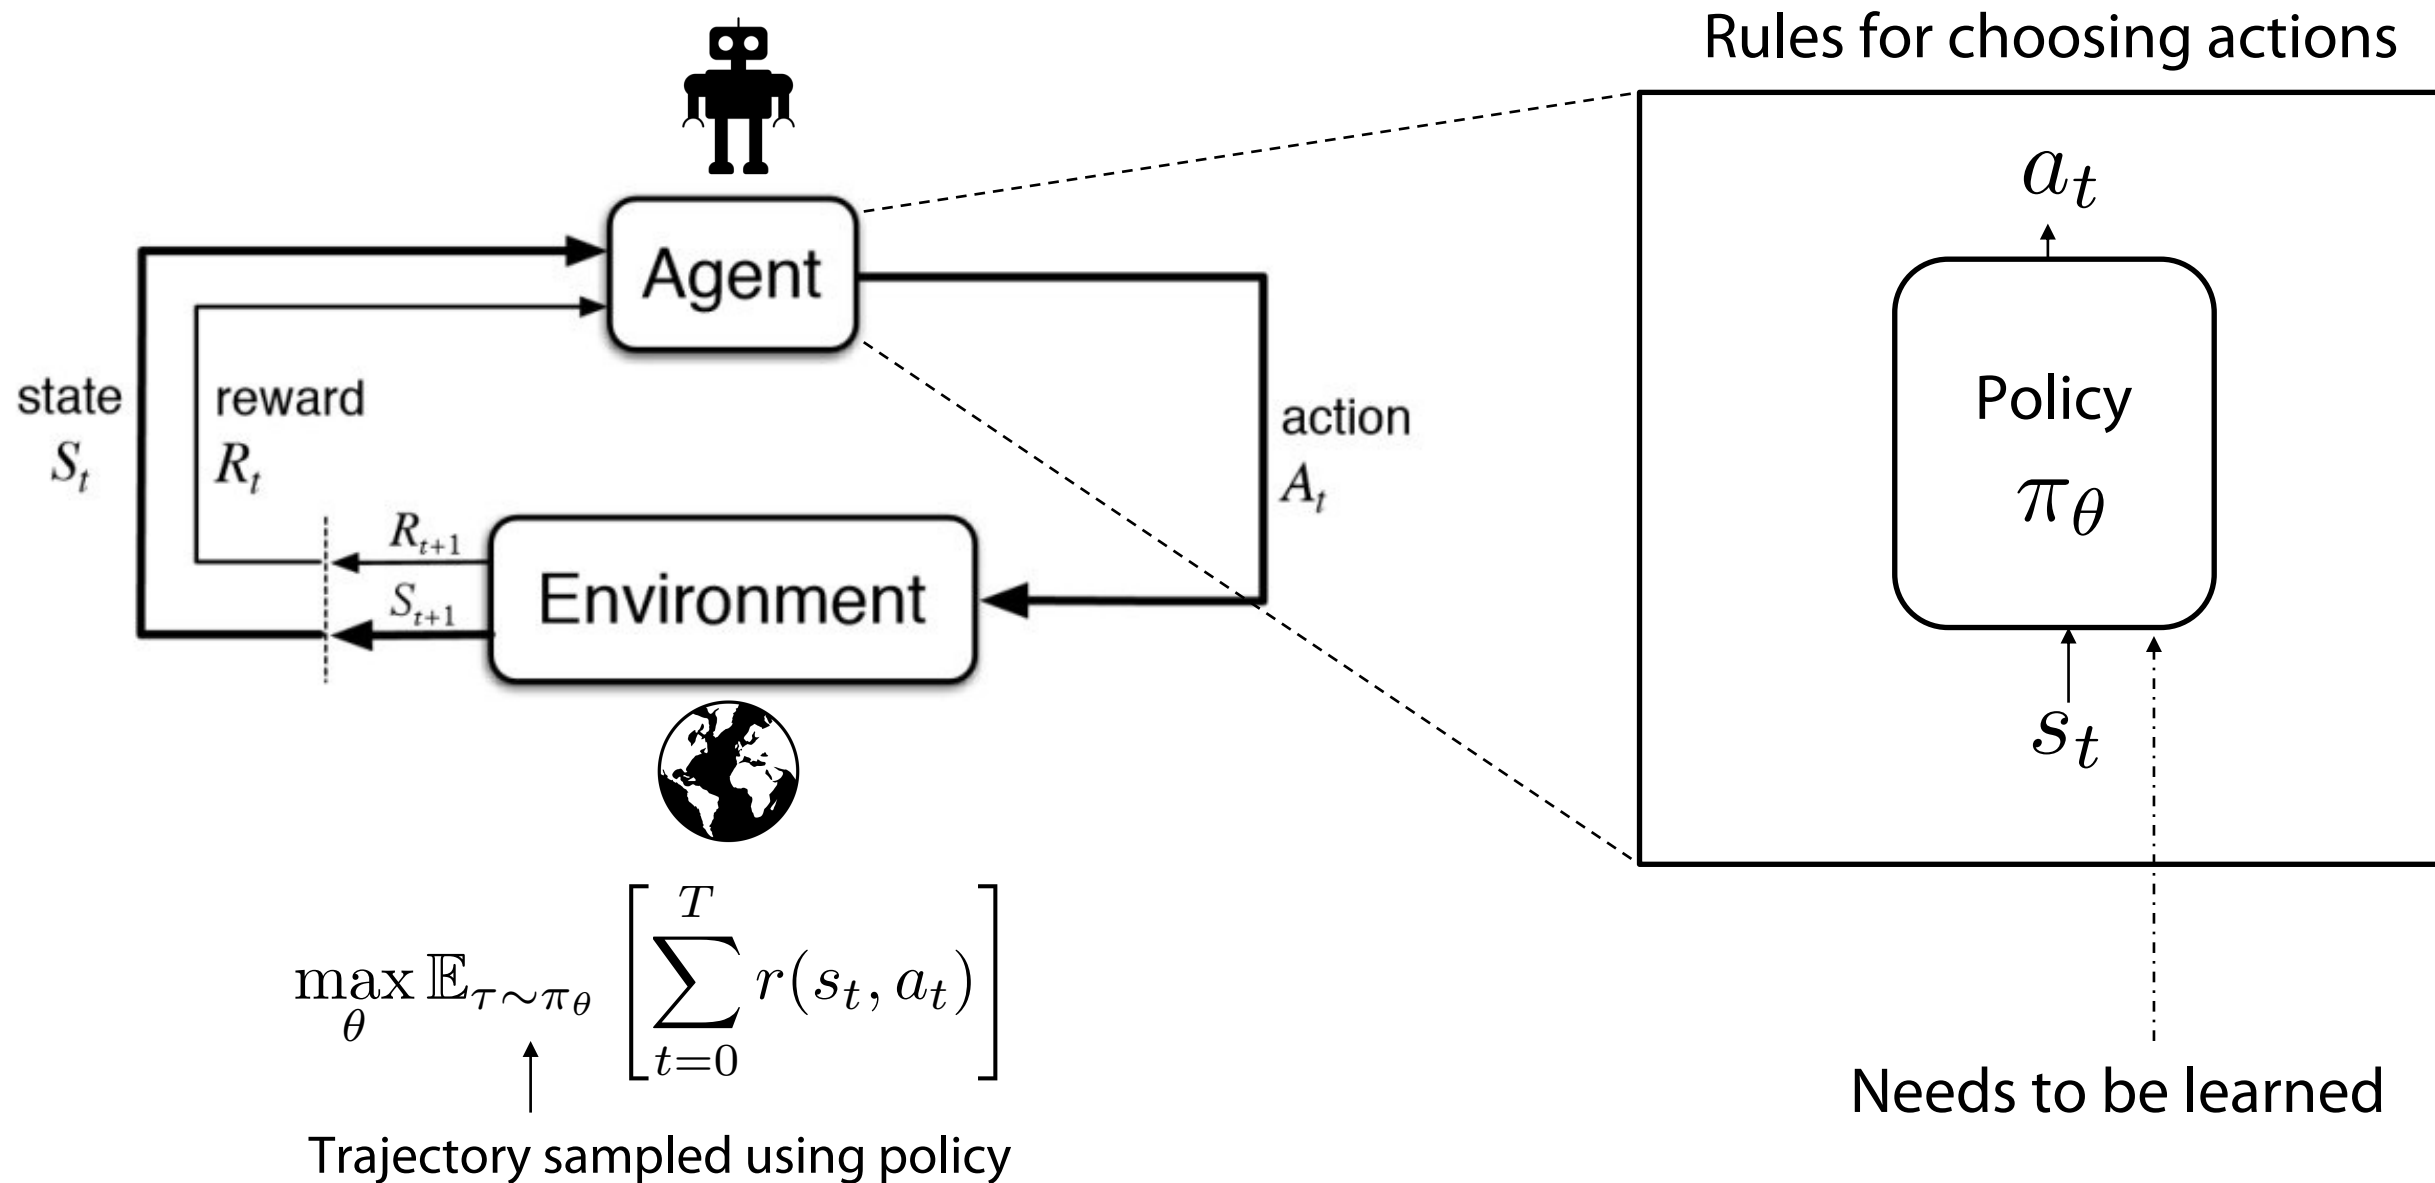 Rules for choosing actions
Agent
state
S_t
reward
R_t
action
A_t
R_{t+1}
S_{t+1}
Environment
a_t
Policy
π_θ
s_t
max_θ 𝔼_{τ∼π_θ} [ ∑_{t=0}^{T} r(s_t, a_t) ]
Needs to be learned
Trajectory sampled using policy